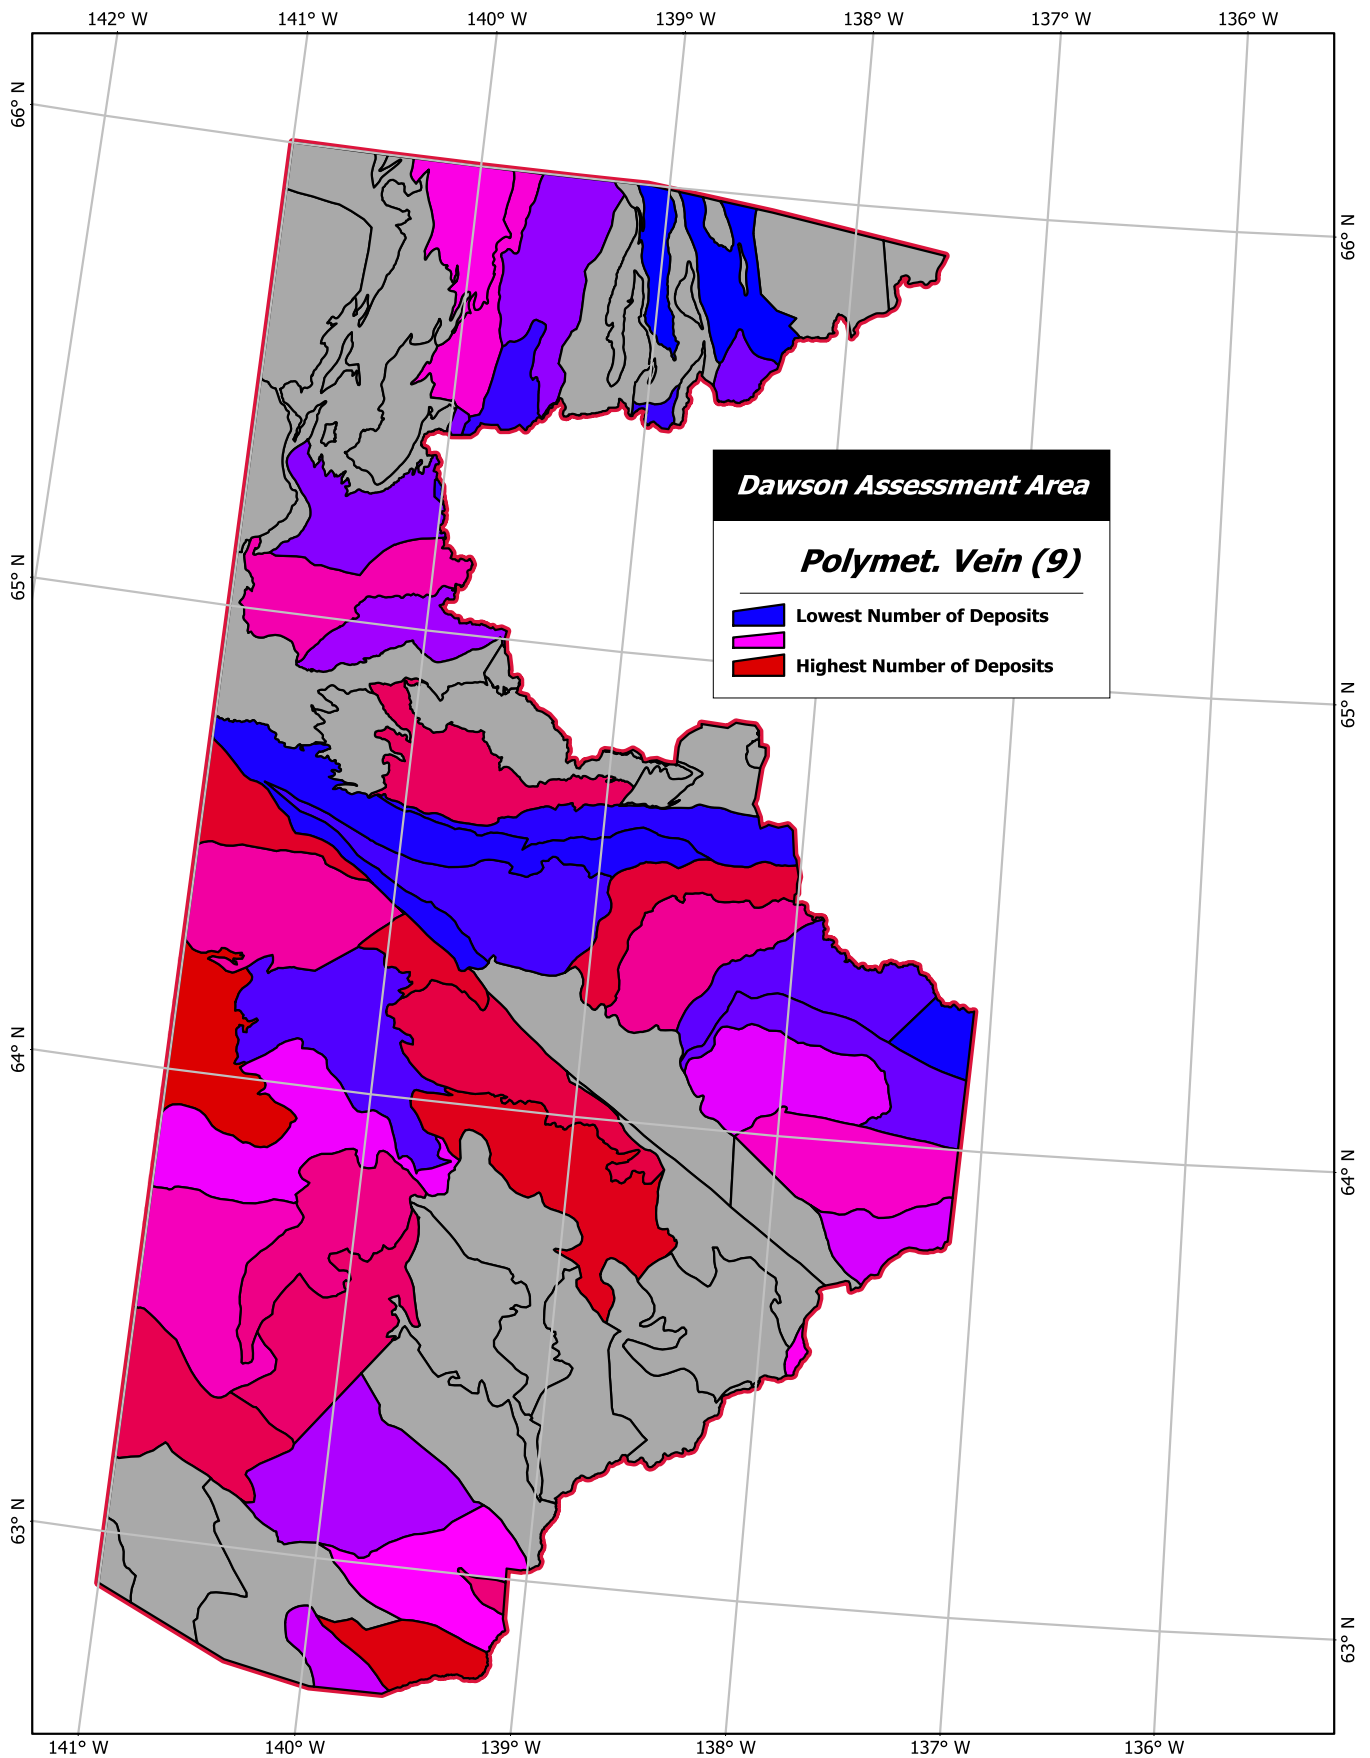 142° W 141° W 140° W 139° W 138° W 137° W 136° W
66° N
66° N
Dawson Assessment Area
Polymet. Vein (9)
65° N
Lowest Number of Deposits
Highest Number of Deposits
65° N
64° N
64° N
63° N
63° N
141° W 140° W 139° W 138° W 137° W 136° W